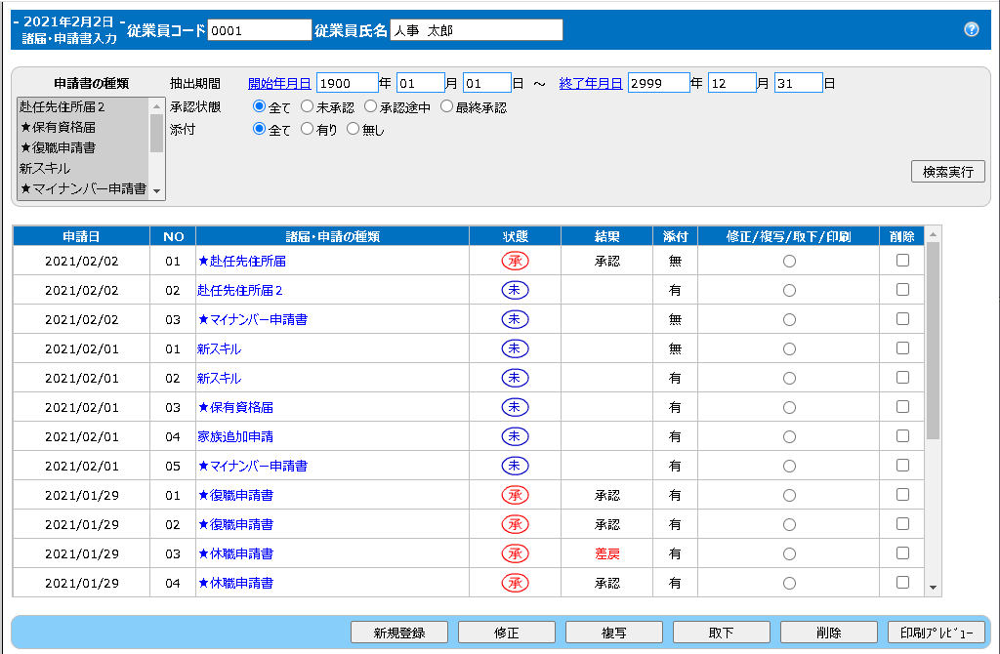 - 2021年2月2日 -
諸届・申請書入力
従業員コード 0001 従業員氏名 人事 太郎
申請書の種類
赴任先住所届2
★保有資格届
★復職申請書
新スキル
★マイナンバー申請書
抽出期間 開始年月日 1900 年 01 月 01 日 ～ 終了年月日 2999 年 12 月 31 日
承認状態 全て 未承認 承認途中 最終承認
添付 全て 有り 無し
検索実行
申請日 NO 諸届・申請の種類 状態 結果 添付 修正/複写/取下/印刷 削除
2021/02/02 01 ★赴任先住所届 承 承認 無
2021/02/02 02 赴任先住所届2 未 有
2021/02/02 03 ★マイナンバー申請書 未 無
2021/02/01 01 新スキル 未 無
2021/02/01 02 新スキル 未 有
2021/02/01 03 ★保有資格届 未 有
2021/02/01 04 家族追加申請 未 有
2021/02/01 05 ★マイナンバー申請書 未 有
2021/01/29 01 ★復職申請書 承 承認 有
2021/01/29 02 ★復職申請書 承 承認 有
2021/01/29 03 ★休職申請書 承 差戻 有
2021/01/29 04 ★休職申請書 承 承認 有
新規登録 修正 複写 取下 削除 印刷ﾌﾟﾚﾋﾞｭｰ